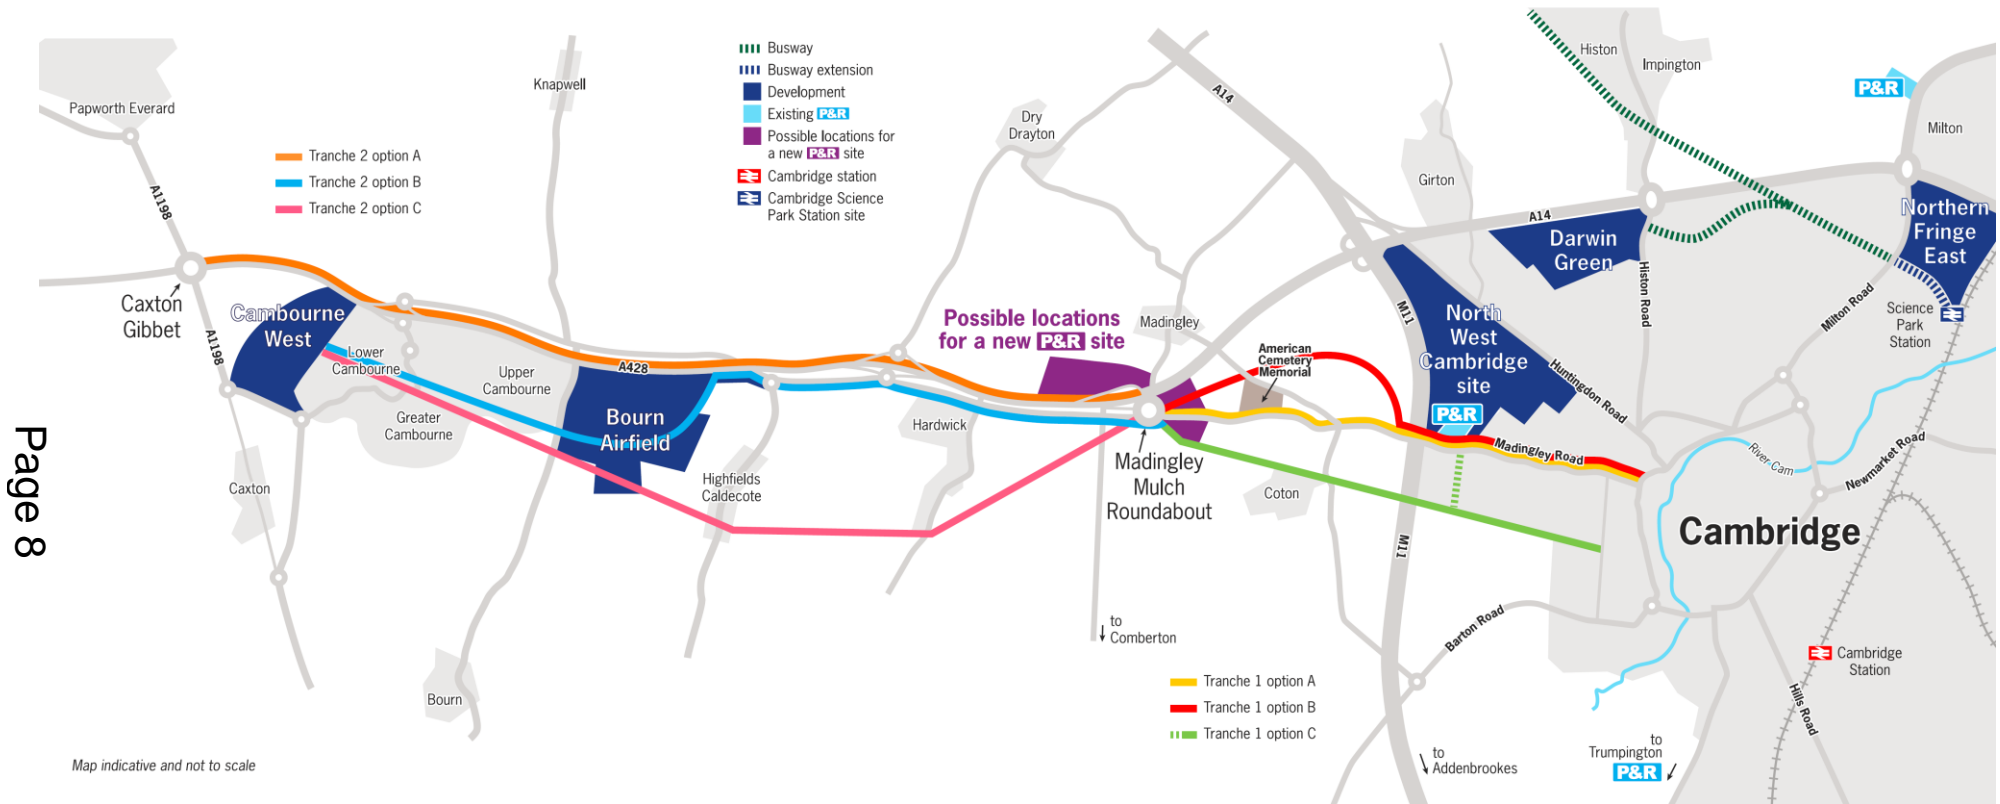 Papworth Everard
A1198
Caxton
Gibbet
A1198
Cambourne
West
Lower
Cambourne
Greater
Cambourne
Upper
Cambourne
Caxton
Bourn
Knapwell
Tranche 2 option A
Tranche 2 option B
Tranche 2 option C
Busway
Busway extension
Development
Existing P&R
Possible locations for
a new P&R site
Cambridge station
Cambridge Science
Park Station site
A428
Bourn
Airfield
Highfields
Caldecote
Hardwick
Dry
Drayton
Possible locations
for a new P&R site
Madingley
Madingley
Mulch
Roundabout
to
Comberton
American
Cemetery
Memorial
Coton
A14
M11
M11
Girton
A14
North
West
Cambridge
site
P&R
Madingley Road
Huntingdon Road
Darwin
Green
Histon Road
Histon
Impington
P&R
Milton
Northern
Fringe
East
Milton Road
Science
Park
Station
River Cam
Newmarket Road
Cambridge
Barton Road
Cambridge
Station
Hills Road
to
Trumpington
P&R
to
Addenbrookes
Tranche 1 option A
Tranche 1 option B
Tranche 1 option C
Map indicative and not to scale
Page 8